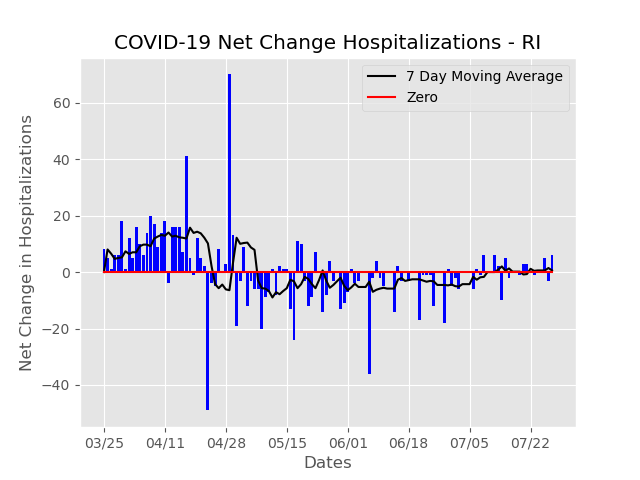 COVID-19 Net Change Hospitalizations - RI
7 Day Moving Average
Zero
Net Change in Hospitalizations
60
40
20
0
−20
−40
03/25 04/11 04/28 05/15 06/01 06/18 07/05 07/22
Dates